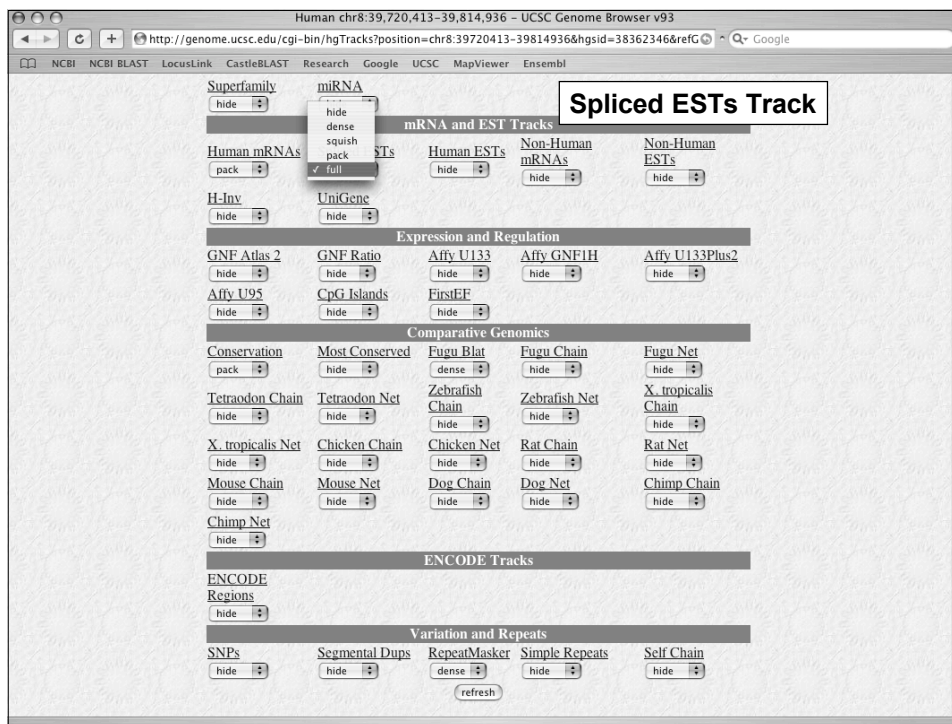 Human chr8:39,720,413-39,814,936 – UCSC Genome Browser v93
http://genome.ucsc.edu/cgi-bin/hgTracks?position=chr8:39720413-39814936&hgsid=38362346&refG Google
NCBI NCBI BLAST LocusLink CastleBLAST Research Google UCSC MapViewer Ensembl
Spliced ESTs Track
Superfamily miRNA
hide
hide
dense
squish
pack
✓ full
mRNA and EST Tracks
Human mRNAs ESTs Human ESTs Non-Human mRNAs Non-Human ESTs
pack hide hide hide
H-Inv UniGene
hide hide
Expression and Regulation
GNF Atlas 2 GNF Ratio Affy U133 Affy GNF1H Affy U133Plus2
hide hide hide hide hide
Affy U95 CpG Islands FirstEF
hide hide hide
Comparative Genomics
Conservation Most Conserved Fugu Blat Fugu Chain Fugu Net
pack hide dense hide hide
Tetraodon Chain Tetraodon Net Zebrafish Chain Zebrafish Net X. tropicalis Chain
hide hide hide hide hide
X. tropicalis Net Chicken Chain Chicken Net Rat Chain Rat Net
hide hide hide hide hide
Mouse Chain Mouse Net Dog Chain Dog Net Chimp Chain
hide hide hide hide hide
Chimp Net
hide
ENCODE Tracks
ENCODE
Regions
hide
Variation and Repeats
SNPs Segmental Dups RepeatMasker Simple Repeats Self Chain
hide hide dense hide hide
refresh